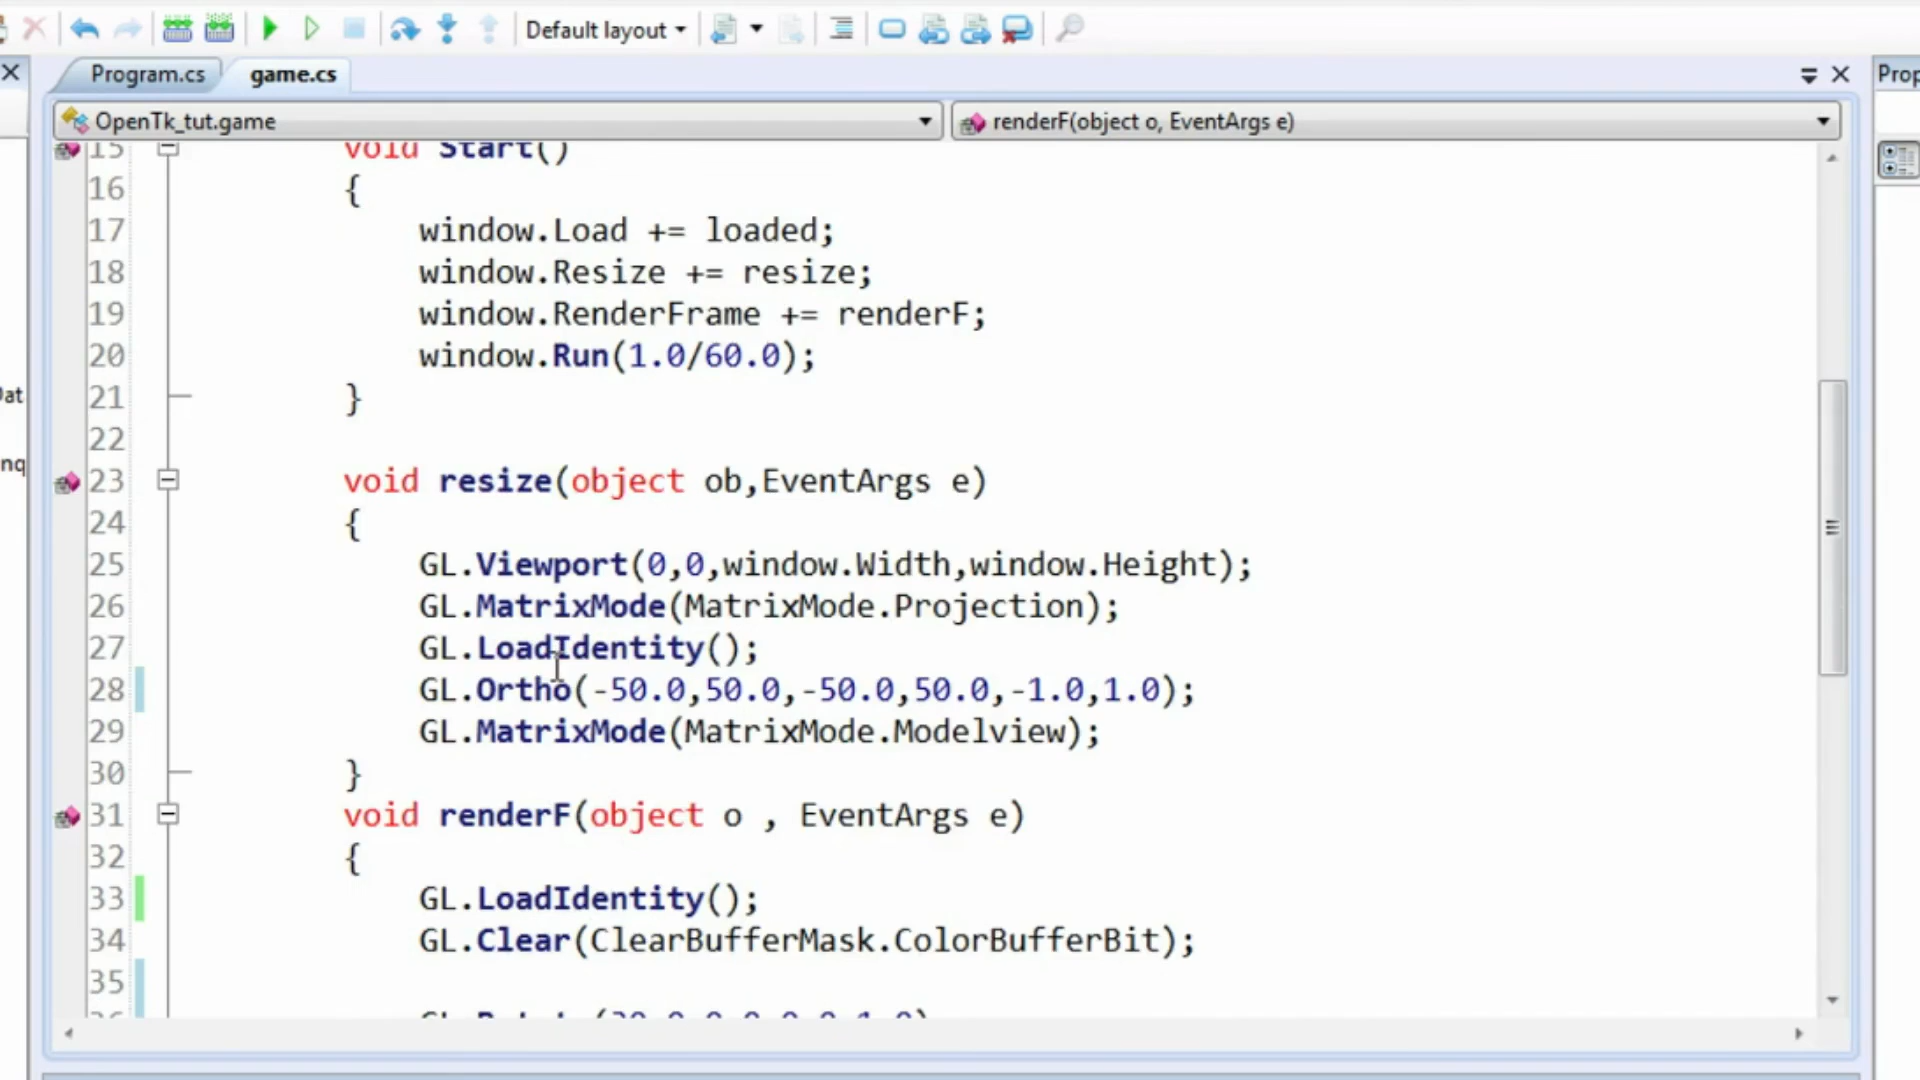 Default layout
Program.cs
game.cs
Prop
OpenTk_tut.game
renderF(object o, EventArgs e)
15 void Start()
16 {
17 window.Load += loaded;
18 window.Resize += resize;
19 window.RenderFrame += renderF;
20 window.Run(1.0/60.0);
21 }
22
23 void resize(object ob,EventArgs e)
24 {
25 GL.Viewport(0,0,window.Width,window.Height);
26 GL.MatrixMode(MatrixMode.Projection);
27 GL.LoadIdentity();
28 GL.Ortho(-50.0,50.0,-50.0,50.0,-1.0,1.0);
29 GL.MatrixMode(MatrixMode.Modelview);
30 }
31 void renderF(object o , EventArgs e)
32 {
33 GL.LoadIdentity();
34 GL.Clear(ClearBufferMask.ColorBufferBit);
35